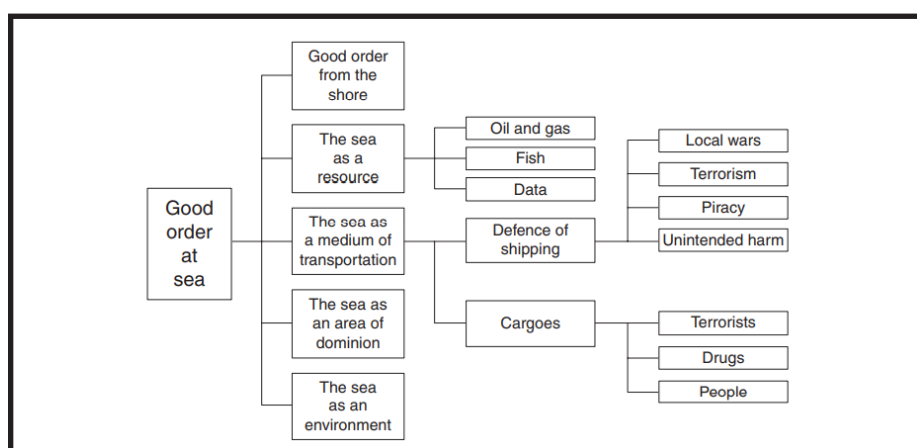 Good
order
at
sea
Good order
from the
shore
The sea
as a
resource
The sea as
a medium of
transportation
The sea as
an area of
dominion
The sea
as an
environment
Oil and gas
Fish
Data
Defence of
shipping
Cargoes
Local wars
Terrorism
Piracy
Unintended harm
Terrorists
Drugs
People